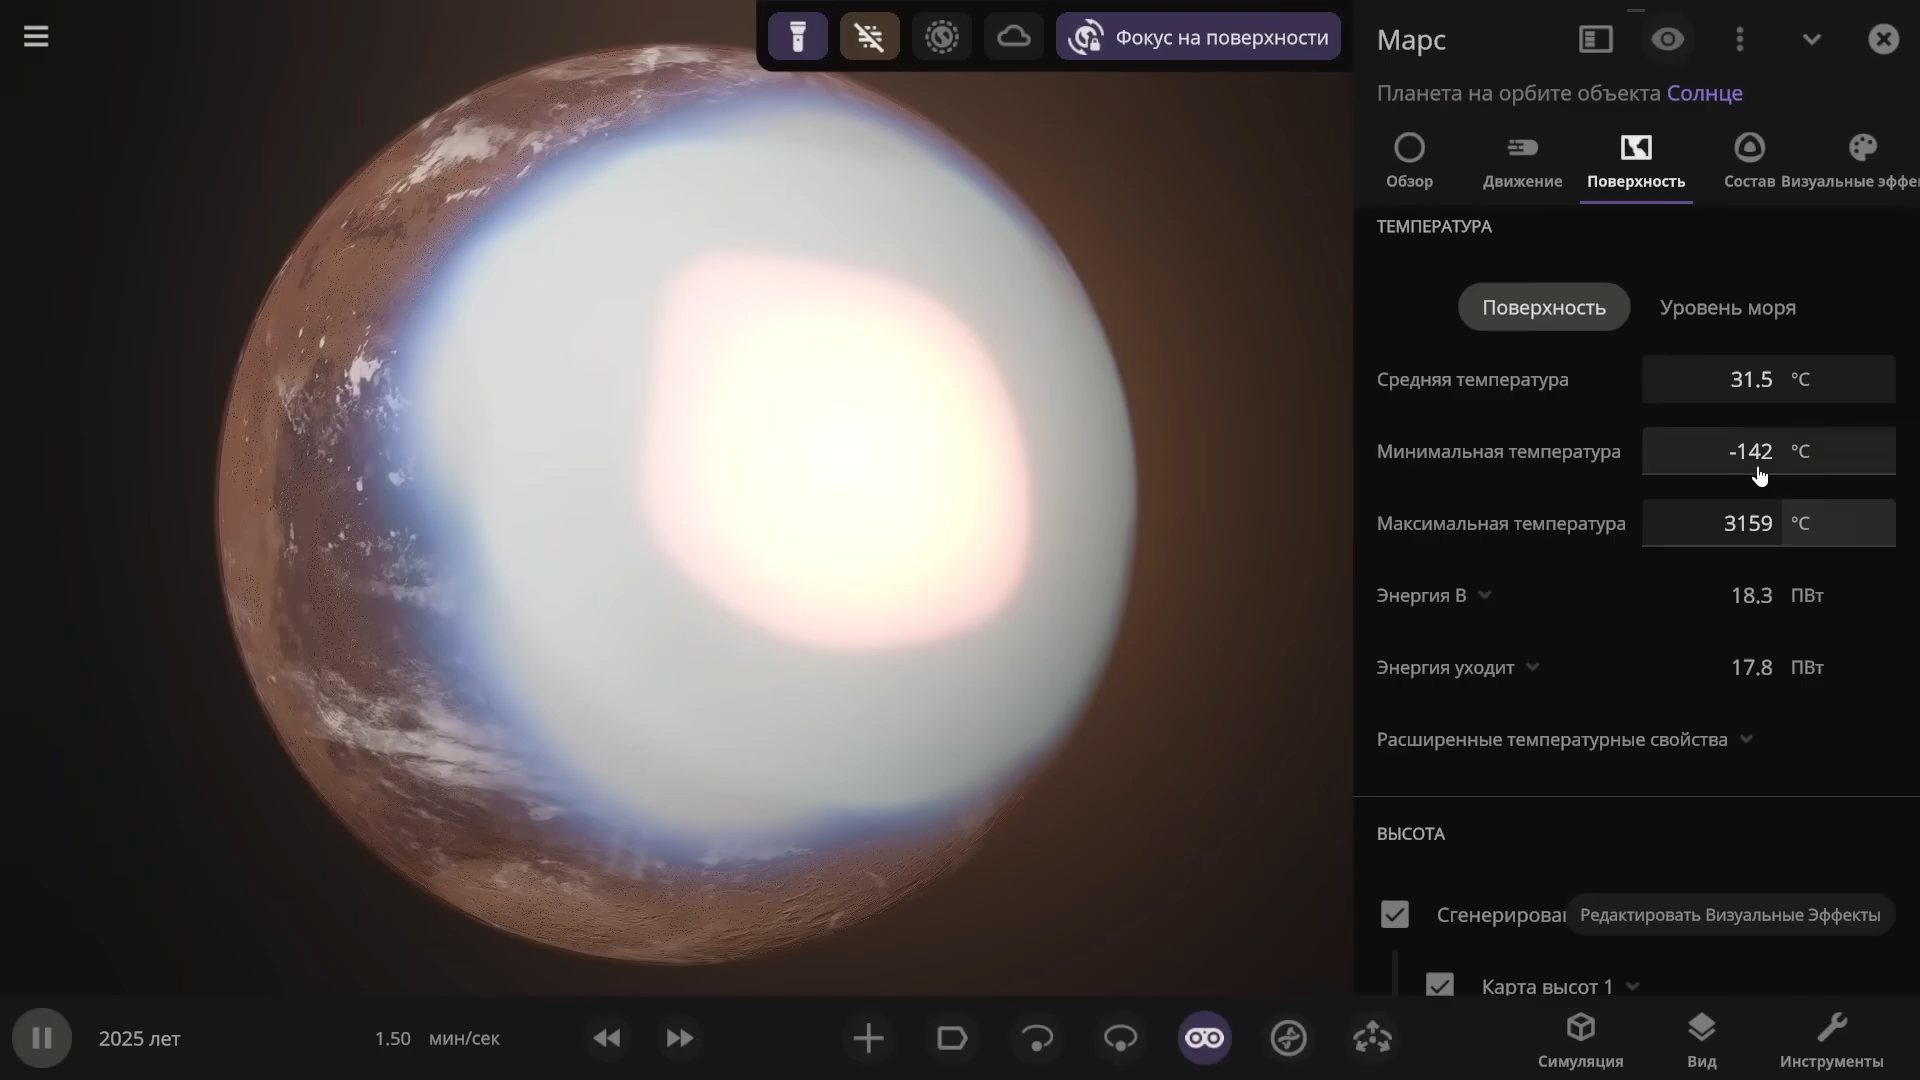 Фокус на поверхности
Марс
Планета на орбите объекта Солнце
Обзор
Движение
Поверхность
Состав
Визуальные эффе
ТЕМПЕРАТУРА
Поверхность
Уровень моря
Средняя температура 31.5 °C
Минимальная температура -142 °C
Максимальная температура 3159 °C
Энергия В 18.3 ПВт
Энергия уходит 17.8 ПВт
Расширенные температурные свойства
ВЫСОТА
Сгенерирова
Редактировать Визуальные Эффекты
Карта высот 1
2025 лет
1.50 мин/сек
Симуляция
Вид
Инструменты